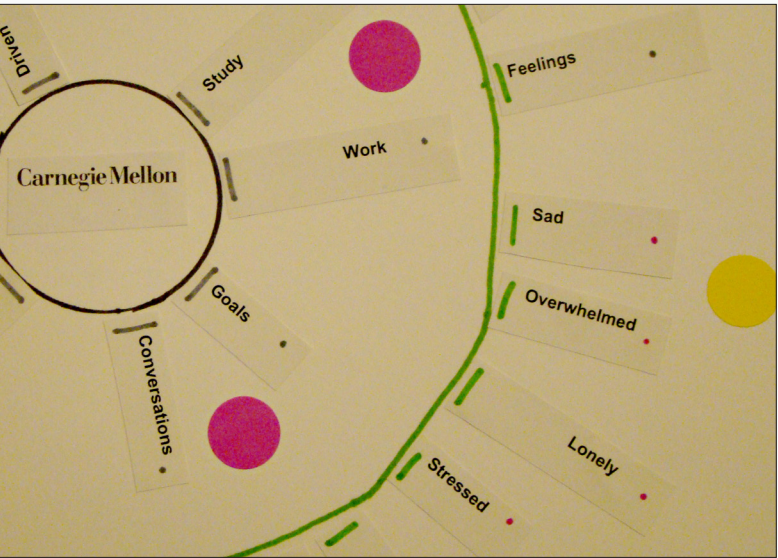 Driven
Study
Feelings
Work
Carnegie Mellon
Sad
Goals
Overwhelmed
Conversations
Lonely
Stressed